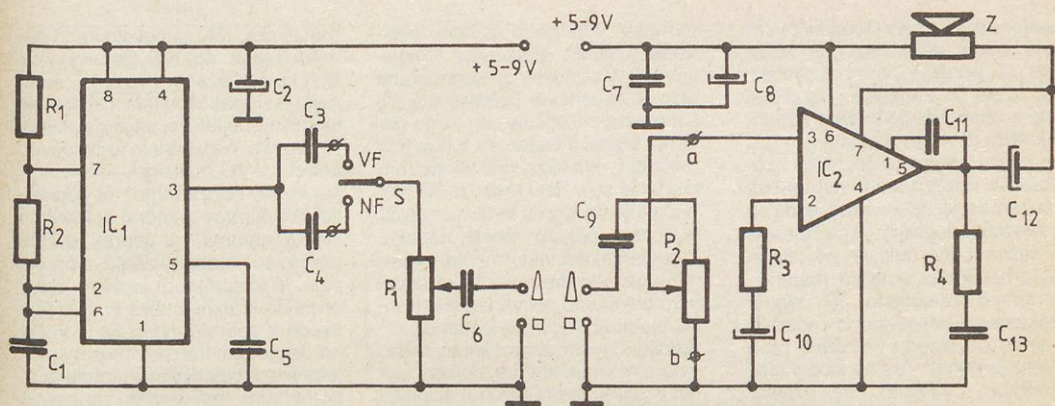 + 5-9V
+ 5-9V
Z
R1
8
4
C2
C3
VF
S
NF
C4
7
3
IC1
R2
5
2
6
1
C1
C5
P1
C6
C7
C8
a
3
6
7
1
5
4
2
IC2
C11
C12
C9
P2
b
R3
C10
R4
C13